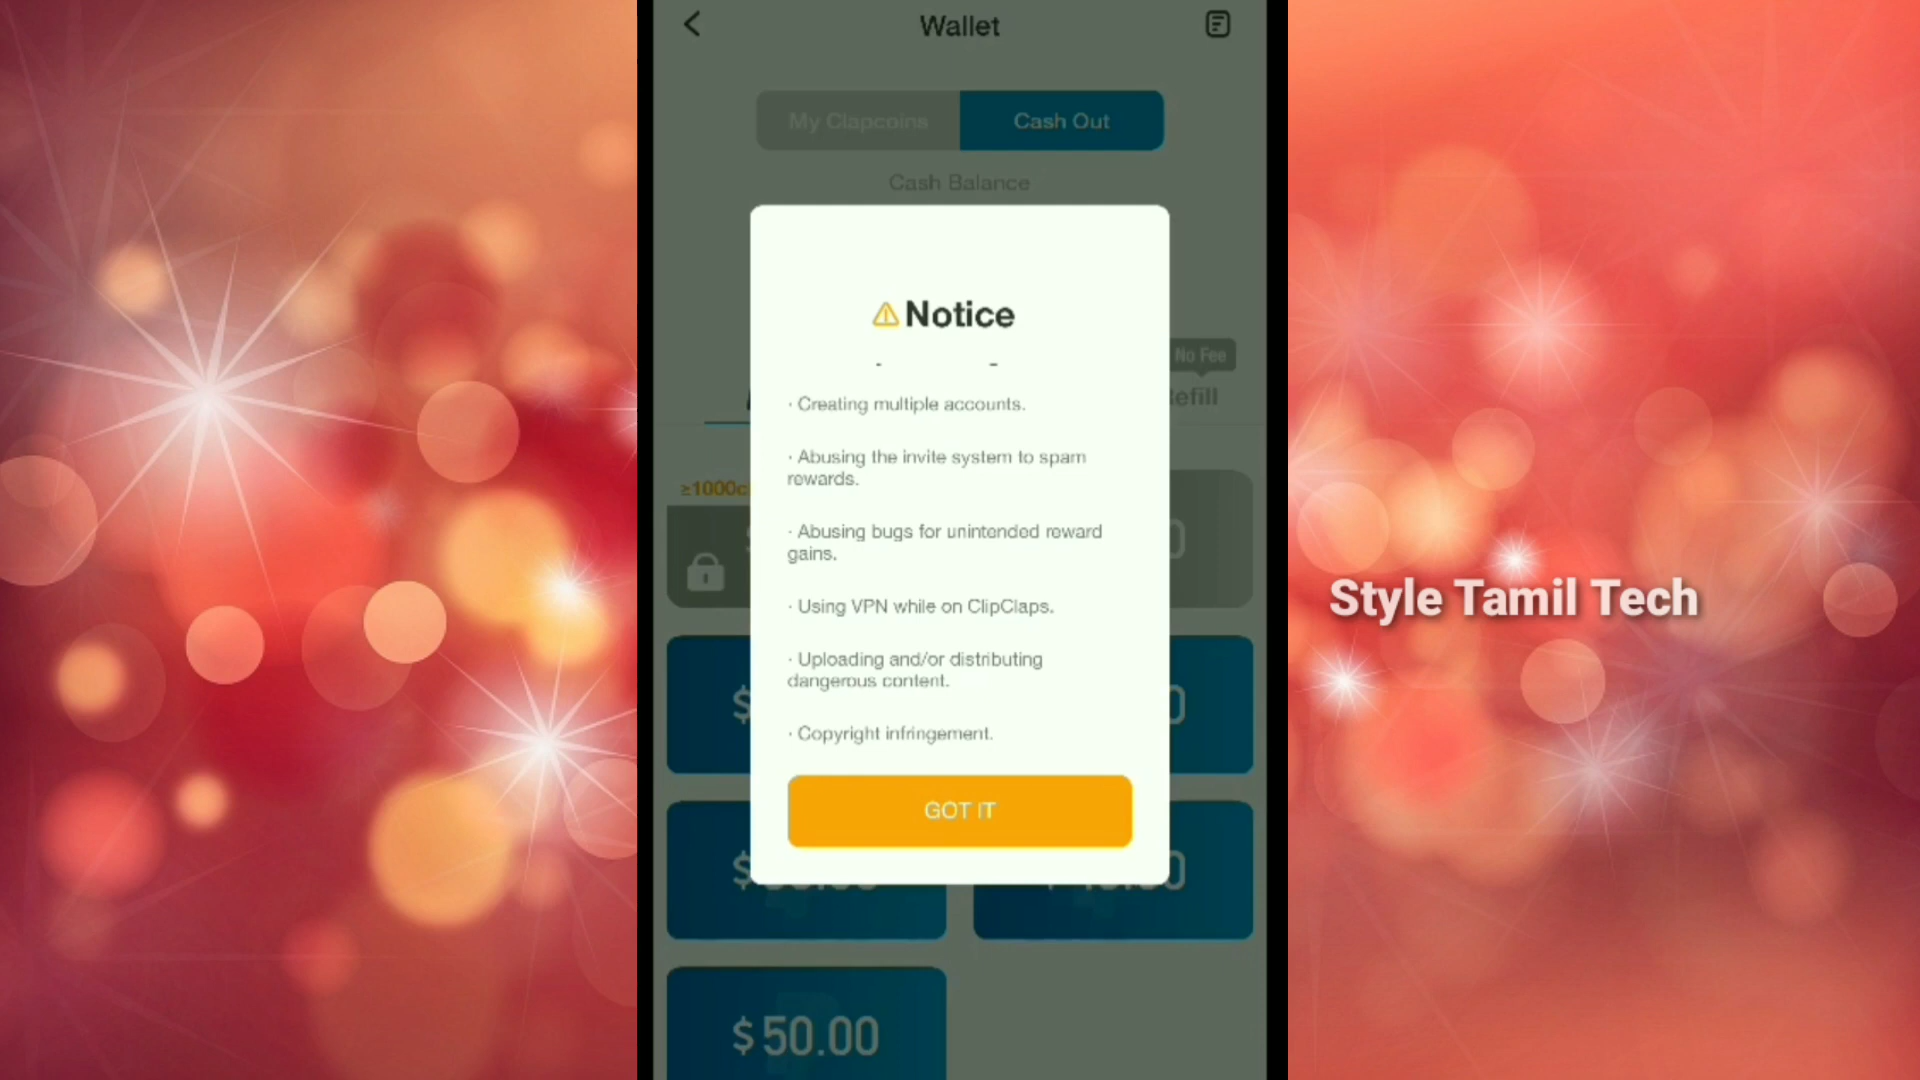 Wallet
My Clapcoins
Cash Out
Cash Balance
Notice
No Fee
· Creating multiple accounts.
· Abusing the invite system to spam
rewards.
≥1000c
· Abusing bugs for unintended reward
gains.
· Using VPN while on ClipClaps.
Style Tamil Tech
· Uploading and/or distributing
dangerous content.
· Copyright infringement.
GOT IT
$50.00